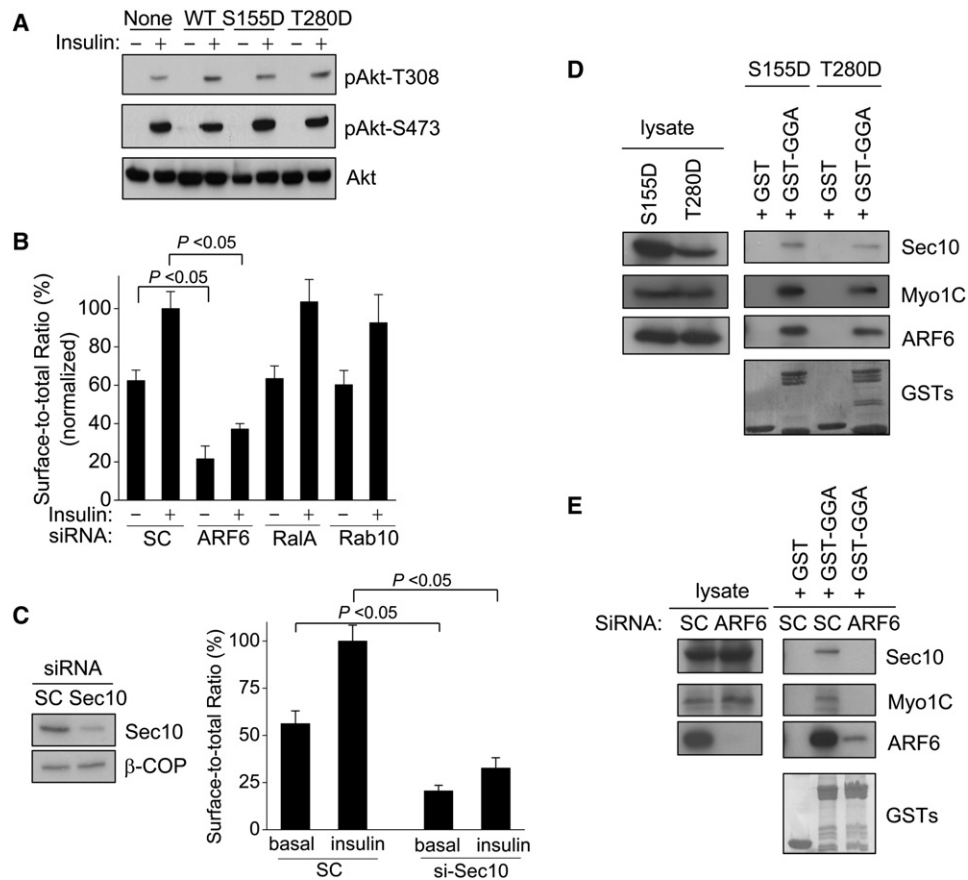 A
None WT S155D T280D
Insulin: – + – + – + – +
pAkt-T308
pAkt-S473
Akt
B
P <0.05
P <0.05
Surface-to-total Ratio (%)
(normalized)
100
80
60
40
20
0
Insulin: – + – + – + – +
siRNA: SC ARF6 RalA Rab10
C
siRNA
SC Sec10
Sec10
β-COP
P <0.05
P <0.05
Surface-to-total Ratio (%)
100
75
50
25
0
basal insulin basal insulin
SC si-Sec10
D
S155D T280D
lysate
S155D
T280D
+ GST
+ GST-GGA
+ GST
+ GST-GGA
Sec10
Myo1C
ARF6
GSTs
E
+ GST
+ GST-GGA
+ GST-GGA
lysate
SiRNA: SC ARF6 SC SC ARF6
Sec10
Myo1C
ARF6
GSTs